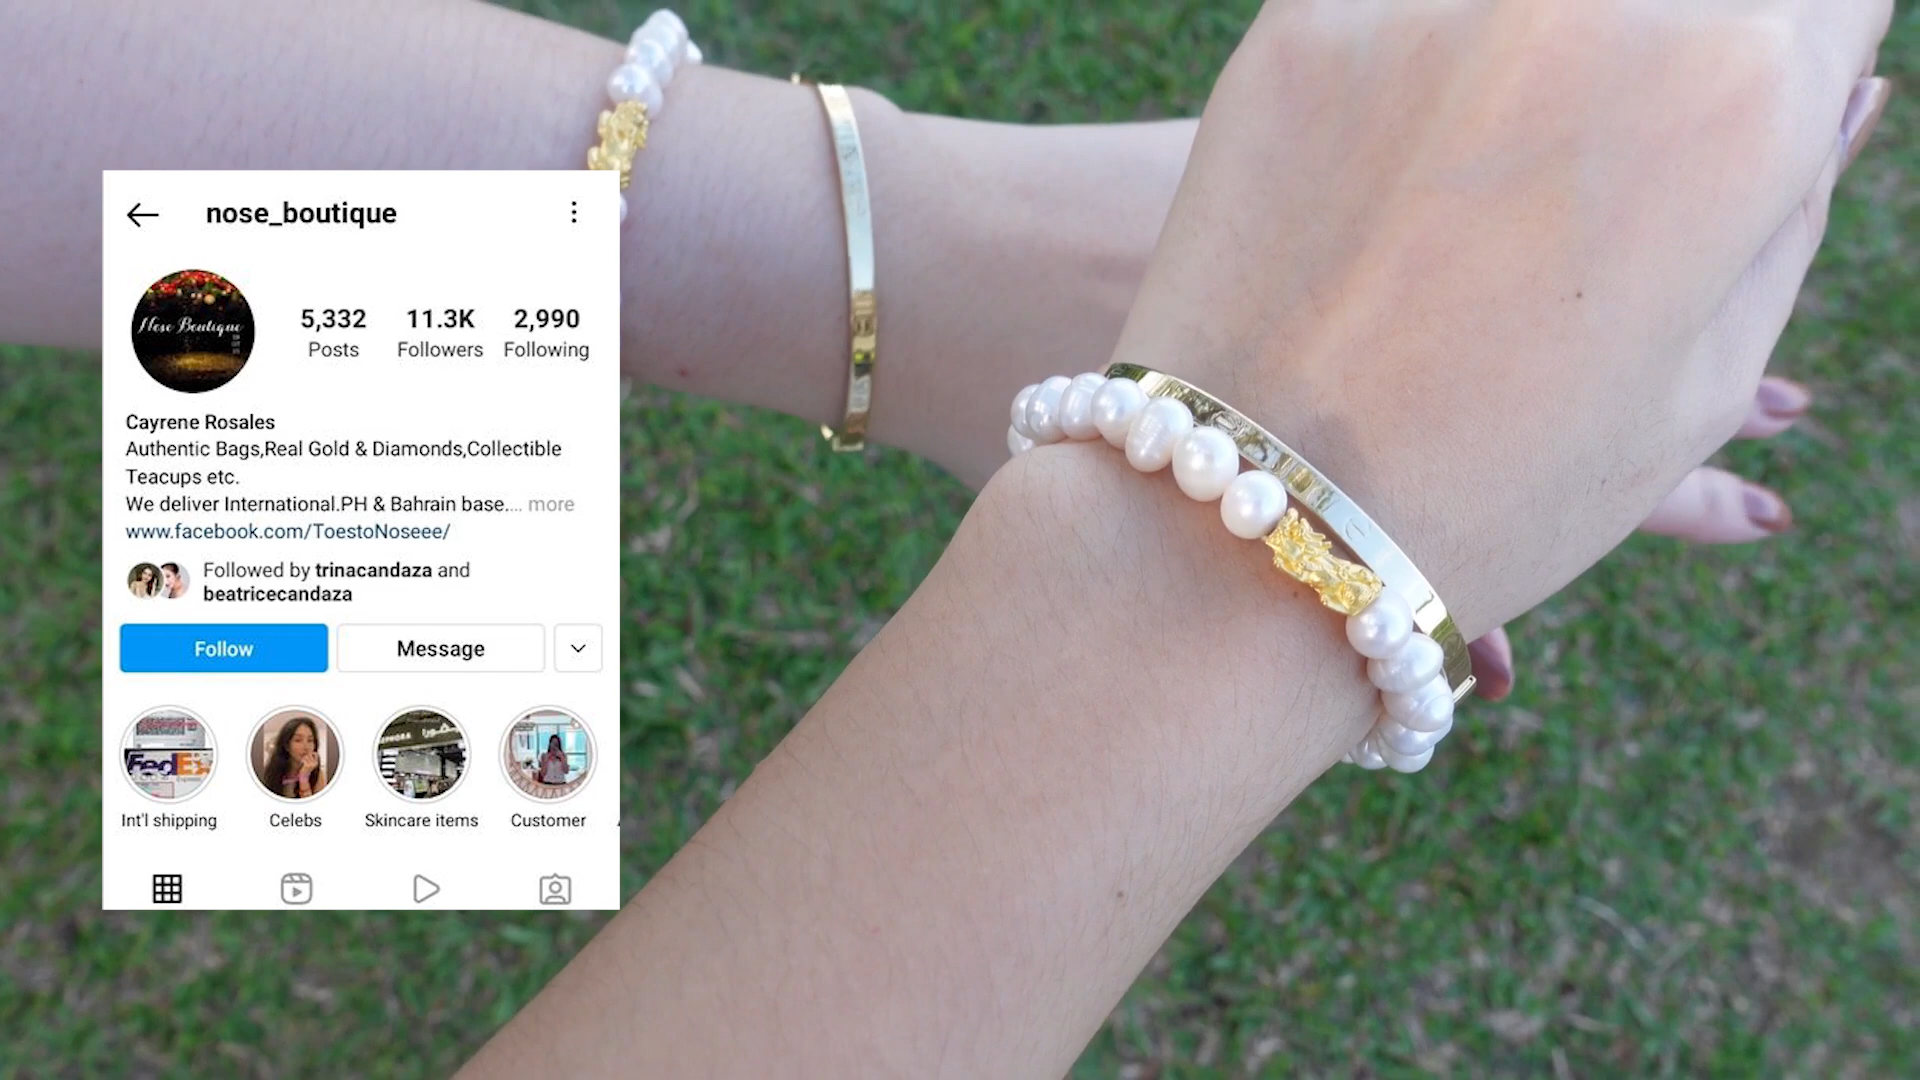 nose_boutique
Nose Boutique
5,332 11.3K 2,990
Posts Followers Following
Cayrene Rosales
Authentic Bags,Real Gold & Diamonds,Collectible
Teacups etc.
We deliver International.PH & Bahrain base.... more
www.facebook.com/ToestoNoseee/
Followed by trinacandaza and
beatricecandaza
Follow Message
FedEx
Int'l shipping Celebs Skincare items Customer